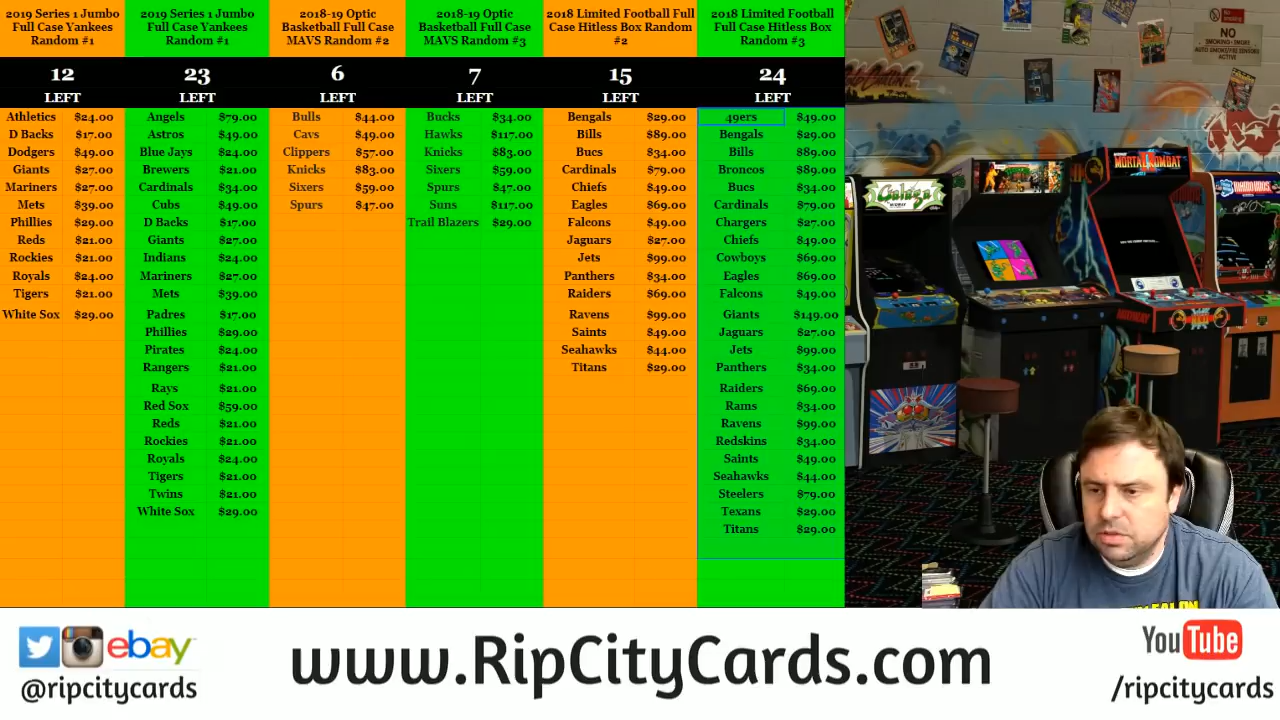 2019 Series 1 Jumbo
Full Case Yankees
Random #1
12
LEFT
Athletics $24.00
D Backs $17.00
Dodgers $49.00
Giants $27.00
Mariners $27.00
Mets $39.00
Phillies $29.00
Reds $21.00
Rockies $21.00
Royals $24.00
Tigers $21.00
White Sox $29.00
2019 Series 1 Jumbo
Full Case Yankees
Random #1
23
LEFT
Angels $79.00
Astros $49.00
Blue Jays $24.00
Brewers $21.00
Cardinals $34.00
Cubs $49.00
D Backs $17.00
Giants $27.00
Indians $24.00
Mariners $27.00
Mets $39.00
Padres $17.00
Phillies $29.00
Pirates $24.00
Rangers $21.00
Rays $21.00
Red Sox $59.00
Reds $21.00
Rockies $21.00
Royals $24.00
Tigers $21.00
Twins $21.00
White Sox $29.00
2018-19 Optic
Basketball Full Case
MAVS Random #2
6
LEFT
Bulls $44.00
Cavs $49.00
Clippers $57.00
Knicks $83.00
Sixers $59.00
Spurs $47.00
2018-19 Optic
Basketball Full Case
MAVS Random #3
7
LEFT
Bucks $34.00
Hawks $117.00
Knicks $83.00
Sixers $59.00
Spurs $47.00
Suns $117.00
Trail Blazers $29.00
2018 Limited Football Full
Case Hitless Box Random
#2
15
LEFT
Bengals $29.00
Bills $89.00
Bucs $34.00
Cardinals $79.00
Chiefs $49.00
Eagles $69.00
Falcons $49.00
Jaguars $27.00
Jets $99.00
Panthers $34.00
Raiders $69.00
Ravens $99.00
Saints $49.00
Seahawks $44.00
Titans $29.00
2018 Limited Football
Full Case Hitless Box
Random #3
24
LEFT
49ers $49.00
Bengals $29.00
Bills $89.00
Broncos $89.00
Bucs $34.00
Cardinals $79.00
Chargers $27.00
Chiefs $49.00
Cowboys $69.00
Eagles $69.00
Falcons $49.00
Giants $149.00
Jaguars $27.00
Jets $99.00
Panthers $34.00
Raiders $69.00
Rams $34.00
Ravens $99.00
Redskins $34.00
Saints $49.00
Seahawks $44.00
Steelers $79.00
Texans $29.00
Titans $29.00
NO
SMOKING
ACTIVE
Galaga
MORTAL KOMBAT
MIDWAY
ebay
@ripcitycards
www.RipCityCards.com
YouTube
/ripcitycards